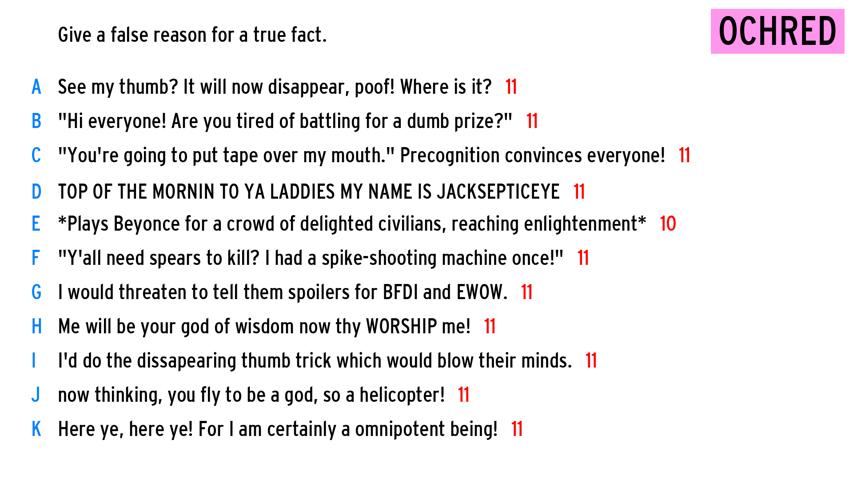 Give a false reason for a true fact.
OCHRED
A See my thumb? It will now disappear, poof! Where is it? 11
B "Hi everyone! Are you tired of battling for a dumb prize?" 11
C "You're going to put tape over my mouth." Precognition convinces everyone! 11
D TOP OF THE MORNIN TO YA LADDIES MY NAME IS JACKSEPTICEYE 11
E *Plays Beyonce for a crowd of delighted civilians, reaching enlightenment* 10
F "Y'all need spears to kill? I had a spike-shooting machine once!" 11
G I would threaten to tell them spoilers for BFDI and EWOW. 11
H Me will be your god of wisdom now thy WORSHIP me! 11
I I'd do the dissapearing thumb trick which would blow their minds. 11
J now thinking, you fly to be a god, so a helicopter! 11
K Here ye, here ye! For I am certainly a omnipotent being! 11